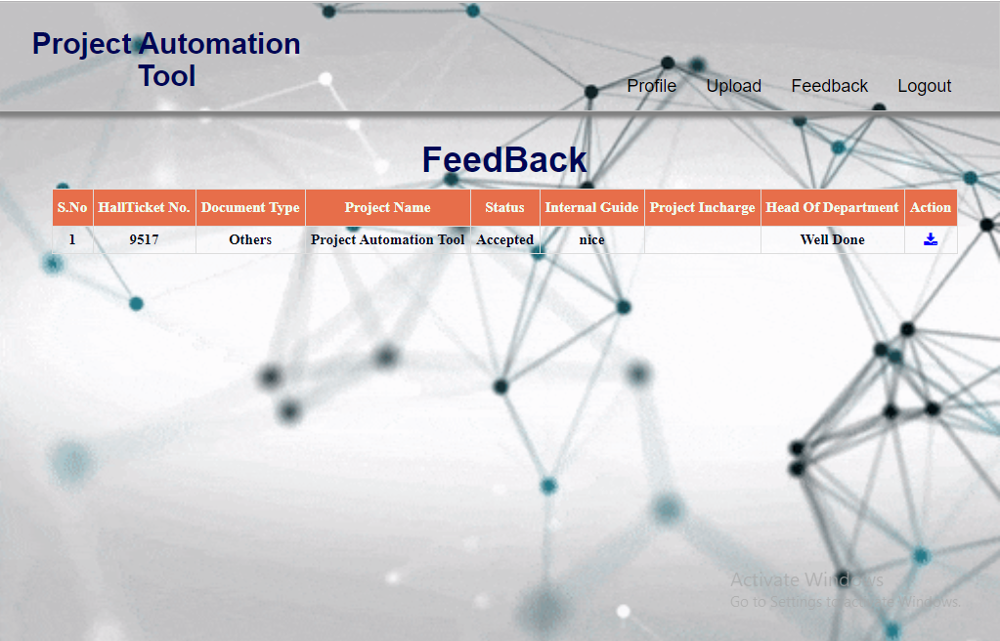 Project Automation
Tool
Profile Upload Feedback Logout
FeedBack
S.No HallTicket No. Document Type Project Name Status Internal Guide Project Incharge Head Of Department Action
1 9517 Others Project Automation Tool Accepted nice Well Done
Activate Windows
Go to Settings to activate Windows.